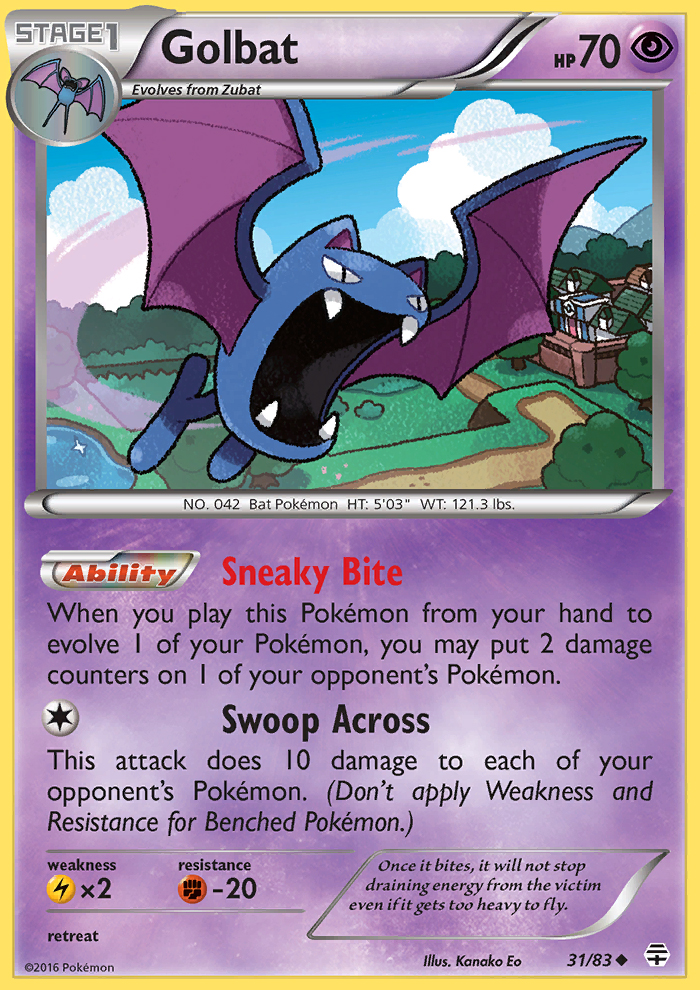 STAGE1
Golbat
HP70
Evolves from Zubat
NO. 042 Bat Pokémon HT: 5'03" WT: 121.3 lbs.
Ability Sneaky Bite
When you play this Pokémon from your hand to
evolve 1 of your Pokémon, you may put 2 damage
counters on 1 of your opponent's Pokémon.
Swoop Across
This attack does 10 damage to each of your
opponent's Pokémon. (Don't apply Weakness and
Resistance for Benched Pokémon.)
weakness
×2
resistance
-20
retreat
Once it bites, it will not stop
draining energy from the victim
even if it gets too heavy to fly.
©2016 Pokémon
Illus. Kanako Eo
31/83